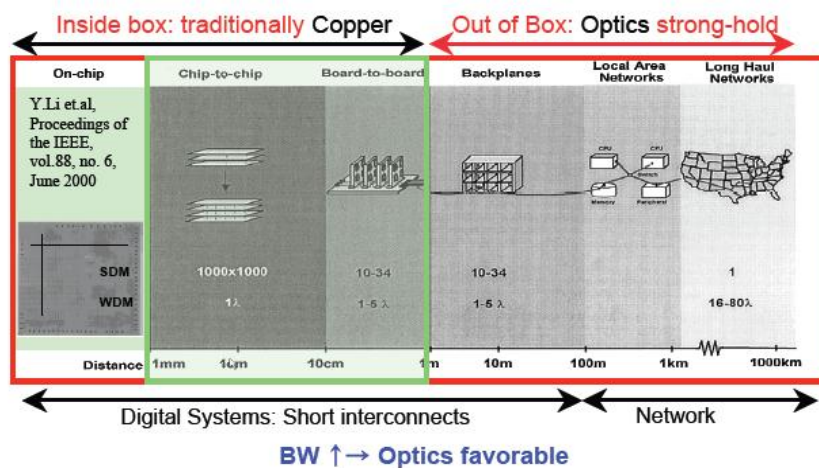 Inside box: traditionally Copper
Out of Box: Optics strong-hold
On-chip
Chip-to-chip
Board-to-board
Backplanes
Local Area
Networks
Long Haul
Networks
Y.Li et.al,
Proceedings of
the IEEE,
vol.88, no. 6,
June 2000
CPU
CPU
Switch
Memory
Peripheral
SDM
1000x1000
10-34
10-34
1
WDM
1λ
1-5 λ
1-5 λ
16-80λ
Distance
1mm
10cm
10m
100m
1km
1000km
Digital Systems: Short interconnects
Network
BW ↑→ Optics favorable